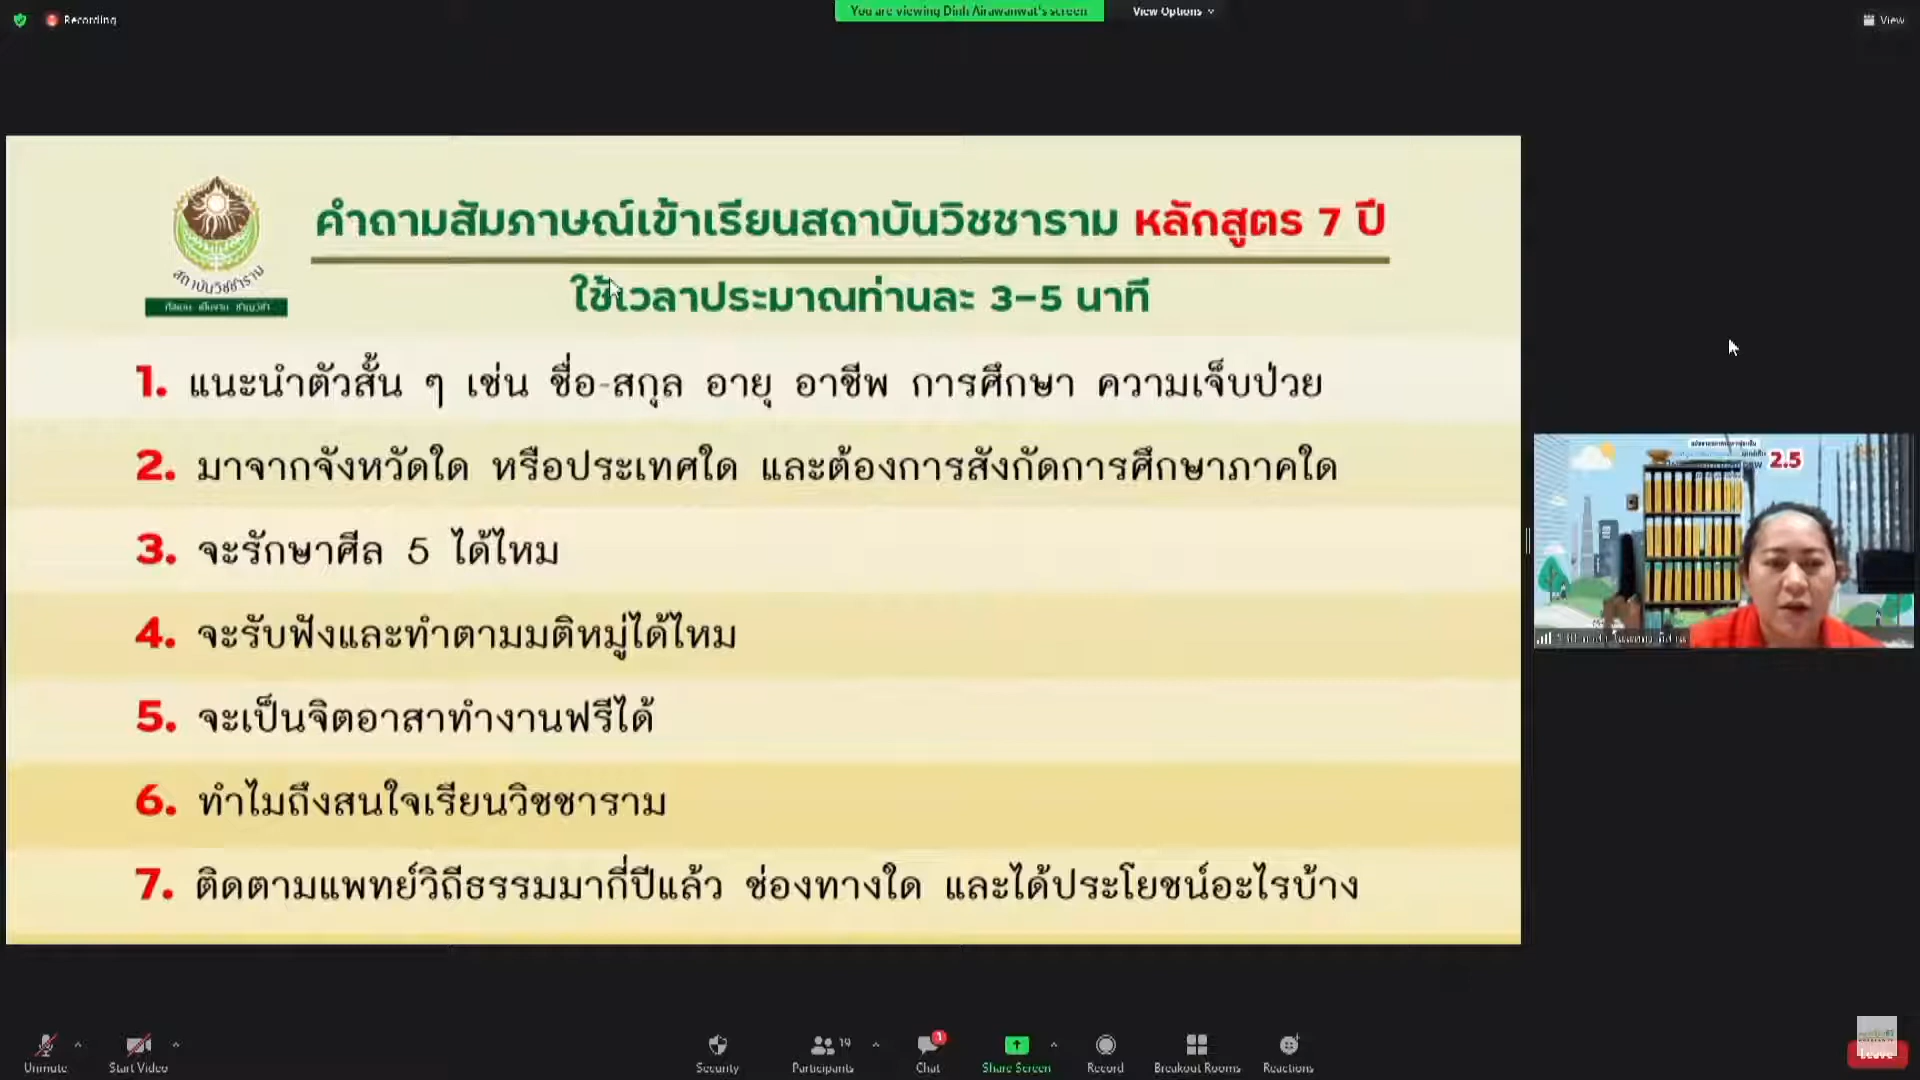 Recording
You are viewing Dinh Airawanwat's screen
View Options
View
คำถามสัมภาษณ์เข้าเรียนสถาบันวิชชาราม หลักสูตร 7 ปี
ใช้เวลาประมาณท่านละ 3-5 นาที
สถาบันวิชชาราม
1. แนะนำตัวสั้น ๆ เช่น ชื่อ-สกุล อายุ อาชีพ การศึกษา ความเจ็บป่วย
2. มาจากจังหวัดใด หรือประเทศใด และต้องการสังกัดการศึกษาภาคใด
3. จะรักษาศีล 5 ได้ไหม
4. จะรับฟังและทำตามมติหมู่ได้ไหม
5. จะเป็นจิตอาสาทำงานฟรีได้
6. ทำไมถึงสนใจเรียนวิชชาราม
7. ติดตามแพทย์วิถีธรรมมากี่ปีแล้ว ช่องทางใด และได้ประโยชน์อะไรบ้าง
2.5
Unmute
Start Video
Security
Participants
19
Chat
1
Share Screen
Record
Breakout Rooms
Reactions
Leave